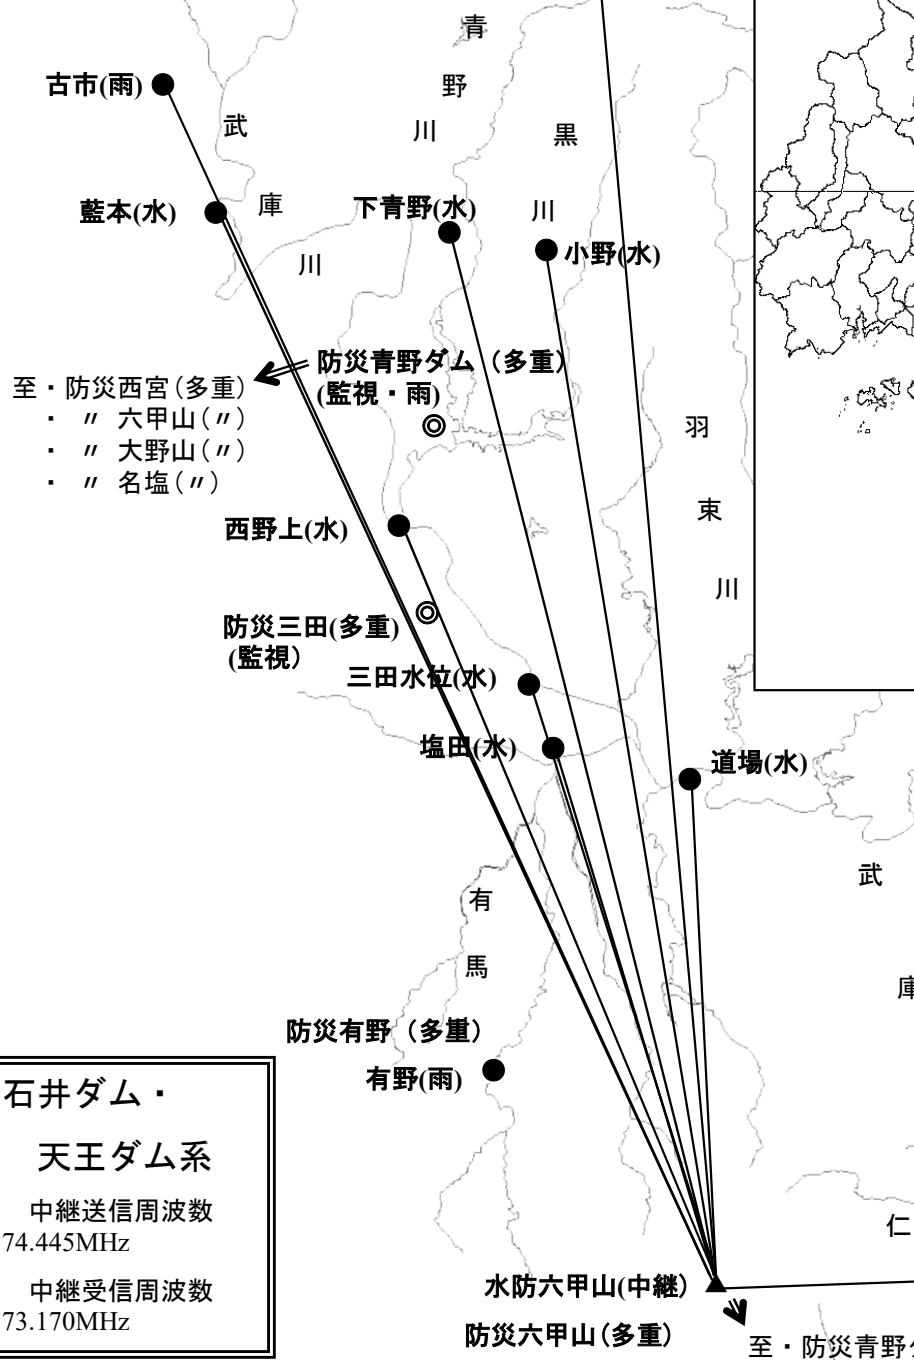 青
野
川
古市(雨)
武
庫
川
黒
川
藍本(水)
下青野(水)
小野(水)
防災青野ダム（多重）
(監視・雨)
至・防災西宮(多重)
・ 〃 六甲山(〃)
・ 〃 大野山(〃)
・ 〃 名塩(〃)
羽
束
川
西野上(水)
防災三田(多重)
(監視)
三田水位(水)
塩田(水)
道場(水)
武
庫
有
馬
防災有野（多重）
有野(雨)
石井ダム・
天王ダム系
中継送信周波数
74.445MHz
中継受信周波数
73.170MHz
仁
水防六甲山(中継)
防災六甲山(多重)
至・防災青野